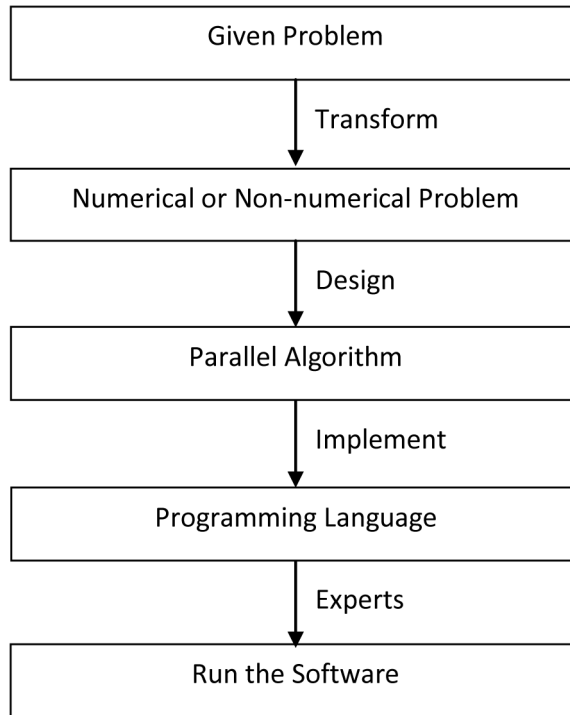 Given Problem
Transform
Numerical or Non-numerical Problem
Design
Parallel Algorithm
Implement
Programming Language
Experts
Run the Software